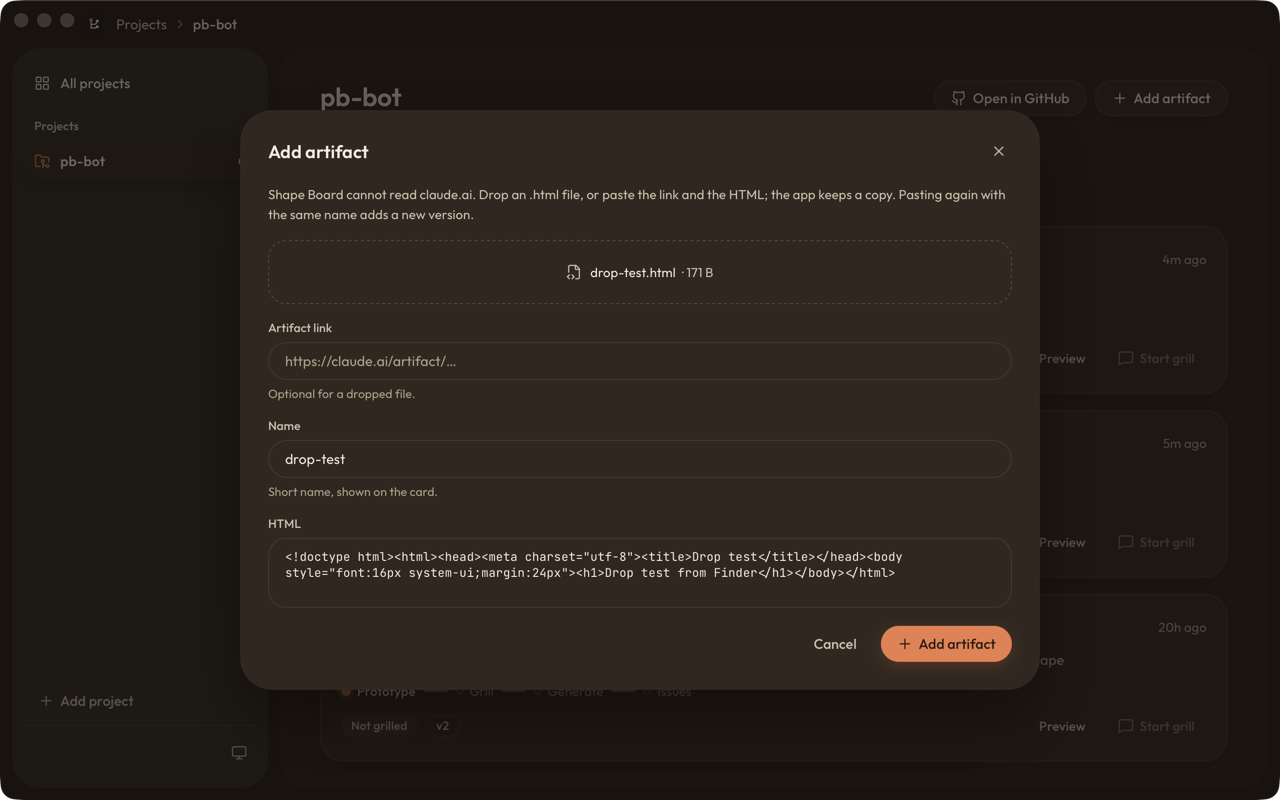 Projects > pb-bot
All projects
Projects
pb-bot
Add project
pb-bot
Open in GitHub
Add artifact
Add artifact
Shape Board cannot read claude.ai. Drop an .html file, or paste the link and the HTML; the app keeps a copy. Pasting again with
the same name adds a new version.
drop-test.html · 171 B
Artifact link
https://claude.ai/artifact/...
Optional for a dropped file.
Name
drop-test
Short name, shown on the card.
HTML
<!doctype html><html><head><meta charset="utf-8"><title>Drop test</title></head><body
style="font:16px system-ui;margin:24px"><h1>Drop test from Finder</h1></body></html>
Cancel
Add artifact
4m ago
Preview
Start grill
5m ago
Preview
Start grill
20h ago
ape
Prototype
Grill
Generate
Issues
Not grilled
v2
Preview
Start grill